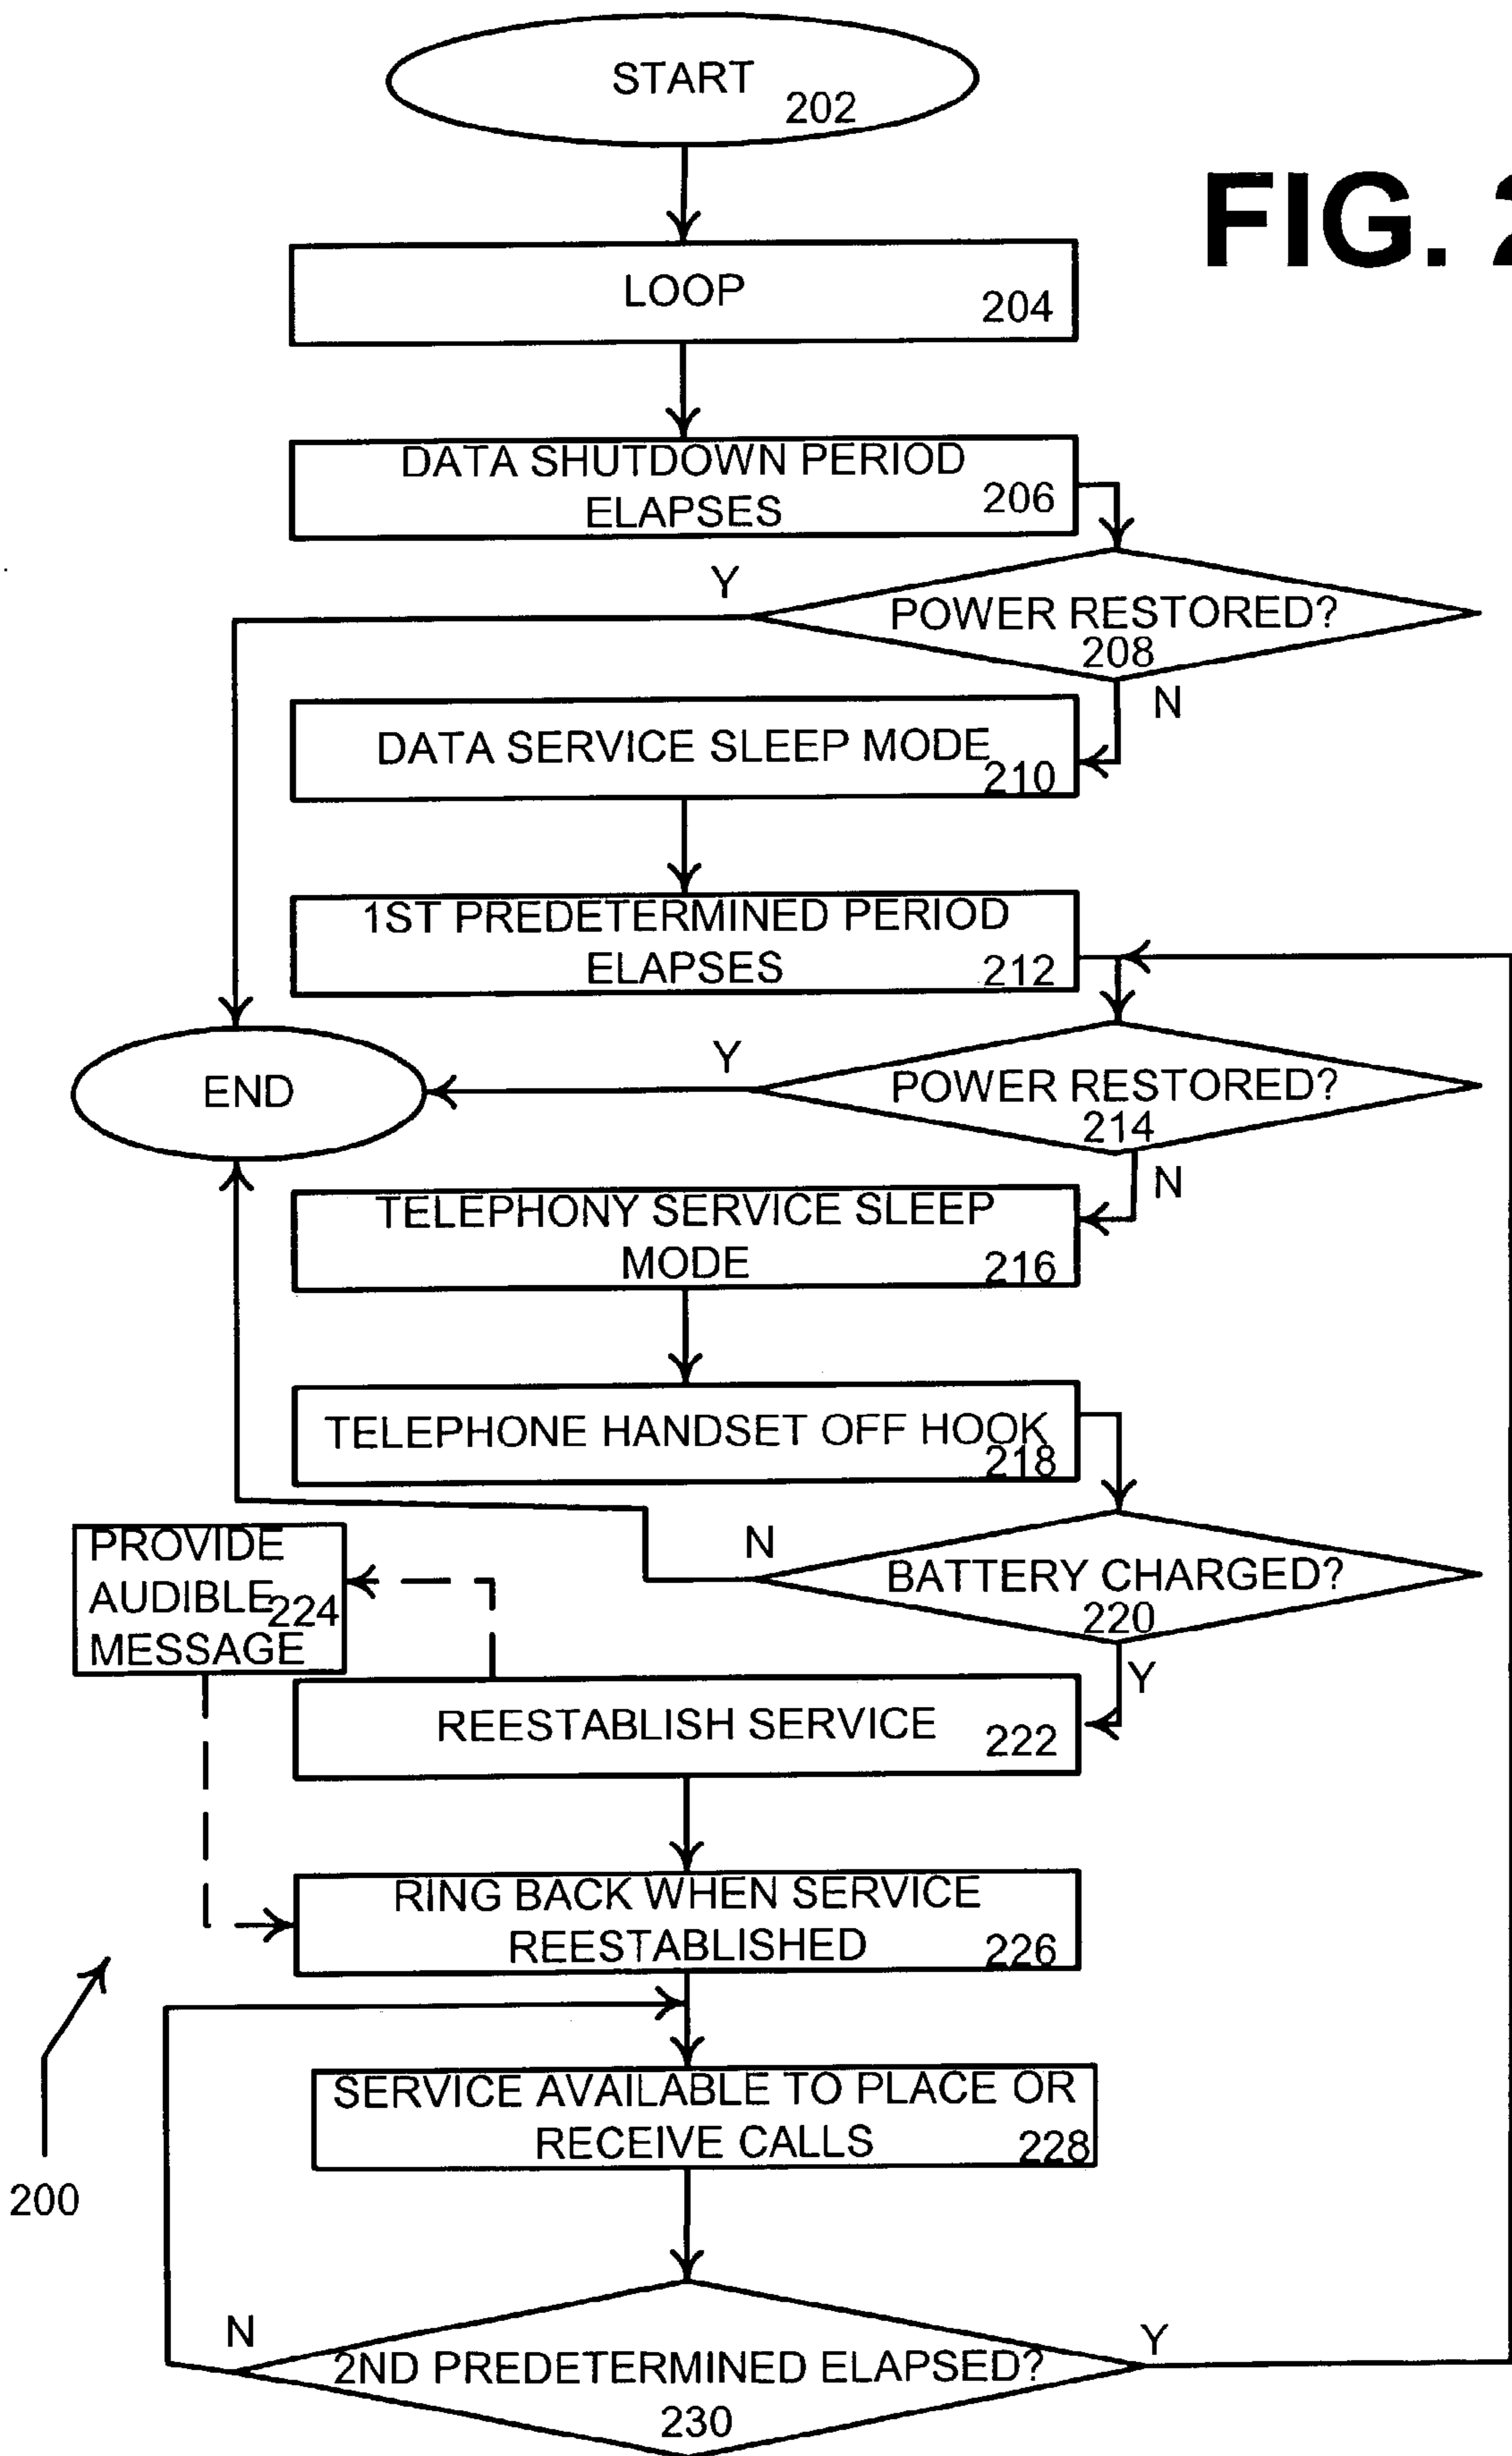 START
202
FIG. 2
LOOP
204
DATA SHUTDOWN PERIOD
ELAPSES
206
Y
POWER RESTORED?
208
N
DATA SERVICE SLEEP MODE
210
1ST PREDETERMINED PERIOD
ELAPSES
212
END
Y
POWER RESTORED?
214
N
TELEPHONY SERVICE SLEEP
MODE
216
TELEPHONE HANDSET OFF HOOK
218
N
BATTERY CHARGED?
220
Y
PROVIDE
AUDIBLE
224
MESSAGE
REESTABLISH SERVICE
222
RING BACK WHEN SERVICE
REESTABLISHED
226
SERVICE AVAILABLE TO PLACE OR
RECEIVE CALLS
228
200
N
2ND PREDETERMINED ELAPSED?
230
Y